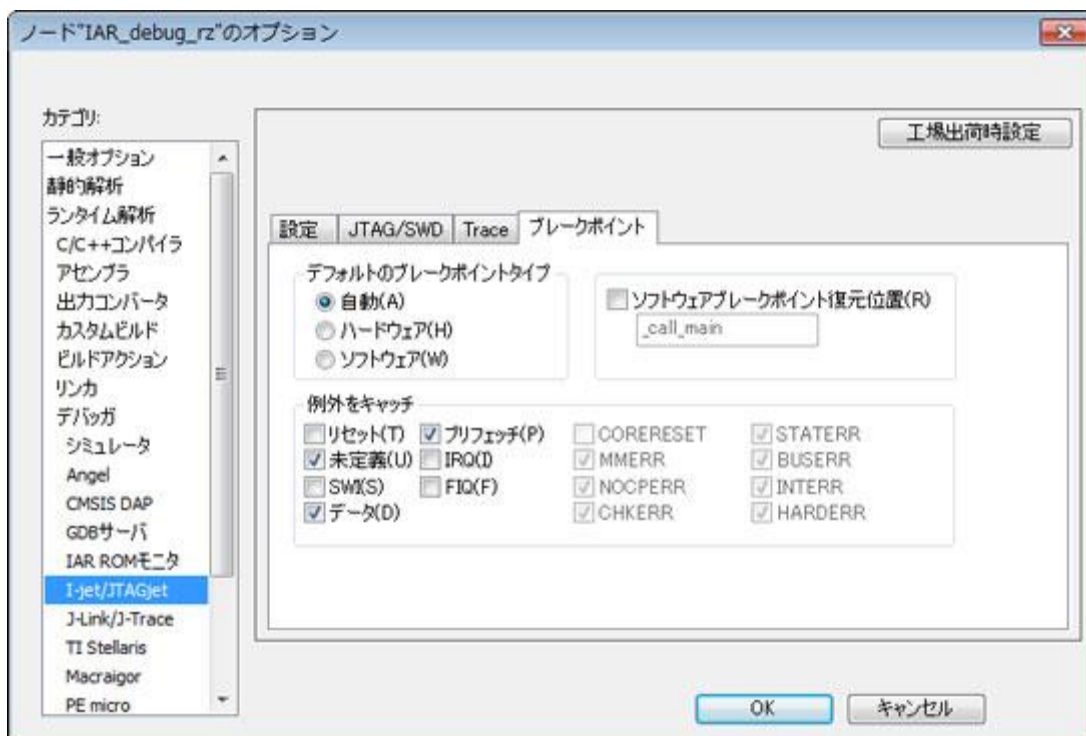 ノード"IAR_debug_rz"のオプション
カテゴリ:
一般オプション
静的解析
ランタイム解析
C/C++コンパイラ
アセンブラ
出力コンバータ
カスタムビルド
ビルドアクション
リンカ
デバッガ
シミュレータ
Angel
CMSIS DAP
GDBサーバ
IAR ROMモニタ
I-jet/JTAGjet
J-Link/J-Trace
TI Stellaris
Macraigor
PE micro
工場出荷時設定
設定 JTAG/SWD Trace ブレークポイント
デフォルトのブレークポイントタイプ
自動(A)
ハードウェア(H)
ソフトウェア(W)
ソフトウェアブレークポイント復元位置(R)
_call_main
例外をキャッチ
リセット(T) プリフェッチ(P) CORERESET STATERR
未定義(U) IRQ(I) MMERR BUSERR
SWI(S) FIQ(F) NOCPERR INTERR
データ(D) CHKERR HARDERR
OK キャンセル